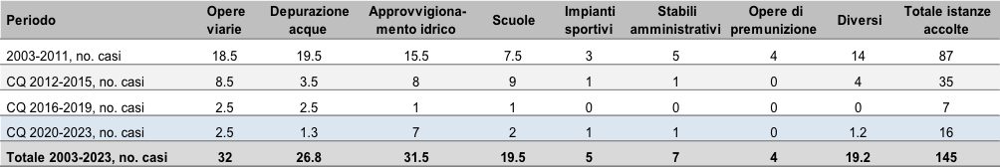 Periodo Opere viarie Depurazione acque Approvvigiona-mento idrico Scuole Impianti sportivi Stabili amministrativi Opere di premunizione Diversi Totale istanze accolte
2003-2011, no. casi 18.5 19.5 15.5 7.5 3 5 4 14 87
CQ 2012-2015, no. casi 8.5 3.5 8 9 1 1 0 4 35
CQ 2016-2019, no. casi 2.5 2.5 1 1 0 0 0 0 7
CQ 2020-2023, no. casi 2.5 1.3 7 2 1 1 0 1.2 16
Totale 2003-2023, no. casi 32 26.8 31.5 19.5 5 7 4 19.2 145